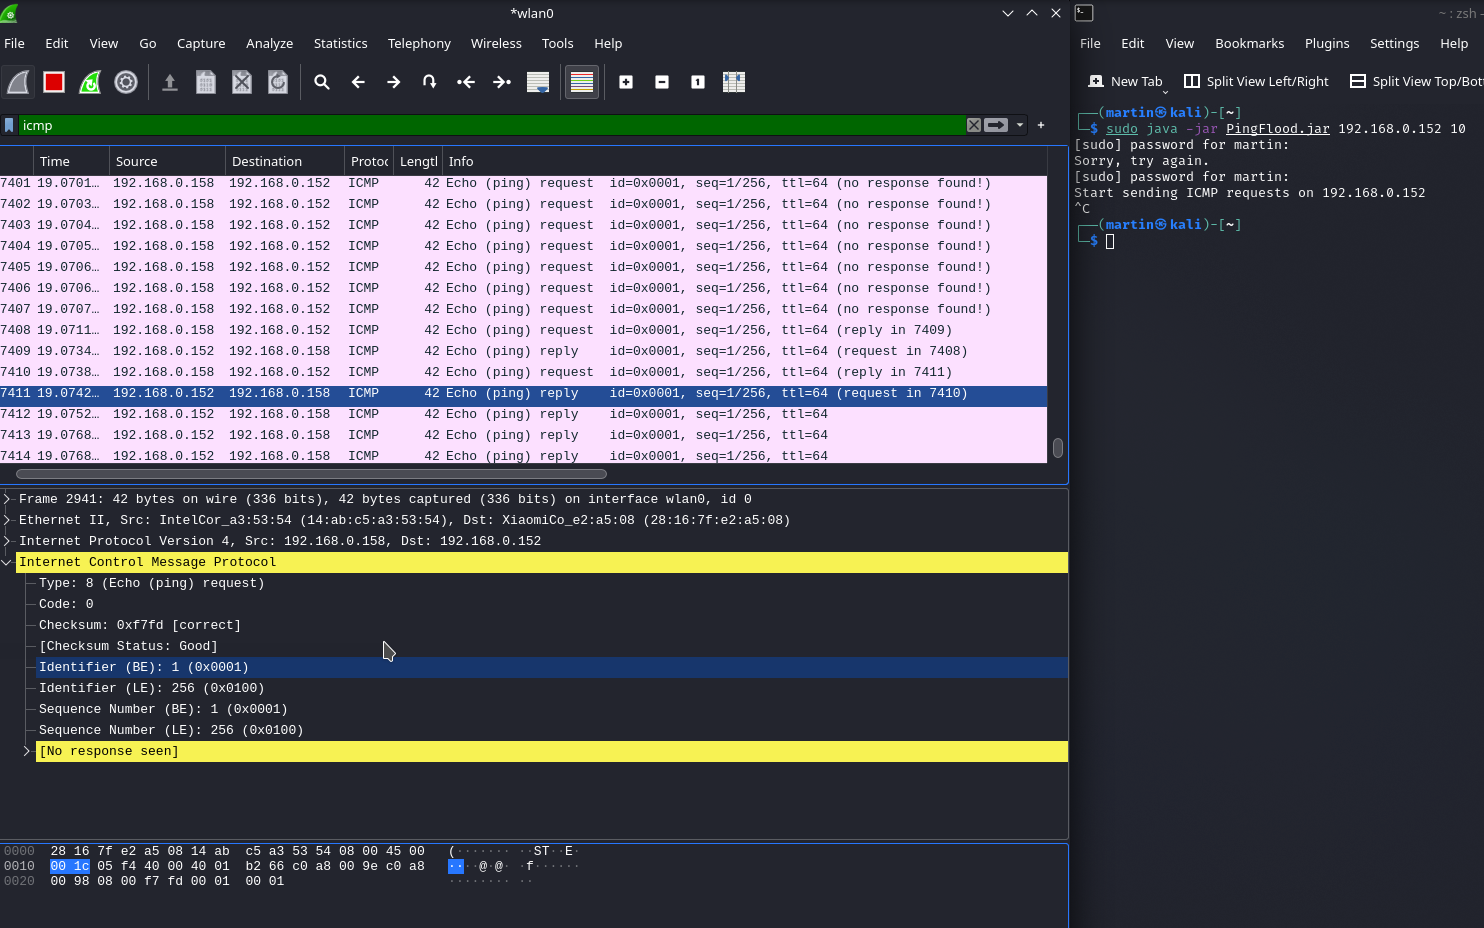 *wlan0
File Edit View Go Capture Analyze Statistics Telephony Wireless Tools Help
icmp
Time Source Destination Protoc Lengtl Info
7401 19.0701… 192.168.0.158 192.168.0.152 ICMP 42 Echo (ping) request id=0x0001, seq=1/256, ttl=64 (no response found!)
7402 19.0703… 192.168.0.158 192.168.0.152 ICMP 42 Echo (ping) request id=0x0001, seq=1/256, ttl=64 (no response found!)
7403 19.0704… 192.168.0.158 192.168.0.152 ICMP 42 Echo (ping) request id=0x0001, seq=1/256, ttl=64 (no response found!)
7404 19.0705… 192.168.0.158 192.168.0.152 ICMP 42 Echo (ping) request id=0x0001, seq=1/256, ttl=64 (no response found!)
7405 19.0706… 192.168.0.158 192.168.0.152 ICMP 42 Echo (ping) request id=0x0001, seq=1/256, ttl=64 (no response found!)
7406 19.0706… 192.168.0.158 192.168.0.152 ICMP 42 Echo (ping) request id=0x0001, seq=1/256, ttl=64 (no response found!)
7407 19.0707… 192.168.0.158 192.168.0.152 ICMP 42 Echo (ping) request id=0x0001, seq=1/256, ttl=64 (no response found!)
7408 19.0711… 192.168.0.158 192.168.0.152 ICMP 42 Echo (ping) request id=0x0001, seq=1/256, ttl=64 (reply in 7409)
7409 19.0734… 192.168.0.152 192.168.0.158 ICMP 42 Echo (ping) reply id=0x0001, seq=1/256, ttl=64 (request in 7408)
7410 19.0738… 192.168.0.158 192.168.0.152 ICMP 42 Echo (ping) request id=0x0001, seq=1/256, ttl=64 (reply in 7411)
7411 19.0742… 192.168.0.152 192.168.0.158 ICMP 42 Echo (ping) reply id=0x0001, seq=1/256, ttl=64 (request in 7410)
7412 19.0752… 192.168.0.152 192.168.0.158 ICMP 42 Echo (ping) reply id=0x0001, seq=1/256, ttl=64
7413 19.0768… 192.168.0.152 192.168.0.158 ICMP 42 Echo (ping) reply id=0x0001, seq=1/256, ttl=64
7414 19.0768… 192.168.0.152 192.168.0.158 ICMP 42 Echo (ping) reply id=0x0001, seq=1/256, ttl=64
Frame 2941: 42 bytes on wire (336 bits), 42 bytes captured (336 bits) on interface wlan0, id 0
Ethernet II, Src: IntelCor_a3:53:54 (14:ab:c5:a3:53:54), Dst: XiaomiCo_e2:a5:08 (28:16:7f:e2:a5:08)
Internet Protocol Version 4, Src: 192.168.0.158, Dst: 192.168.0.152
Internet Control Message Protocol
Type: 8 (Echo (ping) request)
Code: 0
Checksum: 0xf7fd [correct]
[Checksum Status: Good]
Identifier (BE): 1 (0x0001)
Identifier (LE): 256 (0x0100)
Sequence Number (BE): 1 (0x0001)
Sequence Number (LE): 256 (0x0100)
[No response seen]
0000 28 16 7f e2 a5 08 14 ab c5 a3 53 54 08 00 45 00 (······· ··ST··E·
0010 00 1c 05 f4 40 00 40 01 b2 66 c0 a8 00 9e c0 a8 ····@·@· ·f······
0020 00 98 08 00 f7 fd 00 01 00 01 ········ ··
~ : zsh –
File Edit View Bookmarks Plugins Settings Help
New Tab Split View Left/Right Split View Top/Bot
┌──(martin㉿kali)-[~]
└─$ sudo java -jar PingFlood.jar 192.168.0.152 10
[sudo] password for martin:
Sorry, try again.
[sudo] password for martin:
Start sending ICMP requests on 192.168.0.152
^C
┌──(martin㉿kali)-[~]
└─$